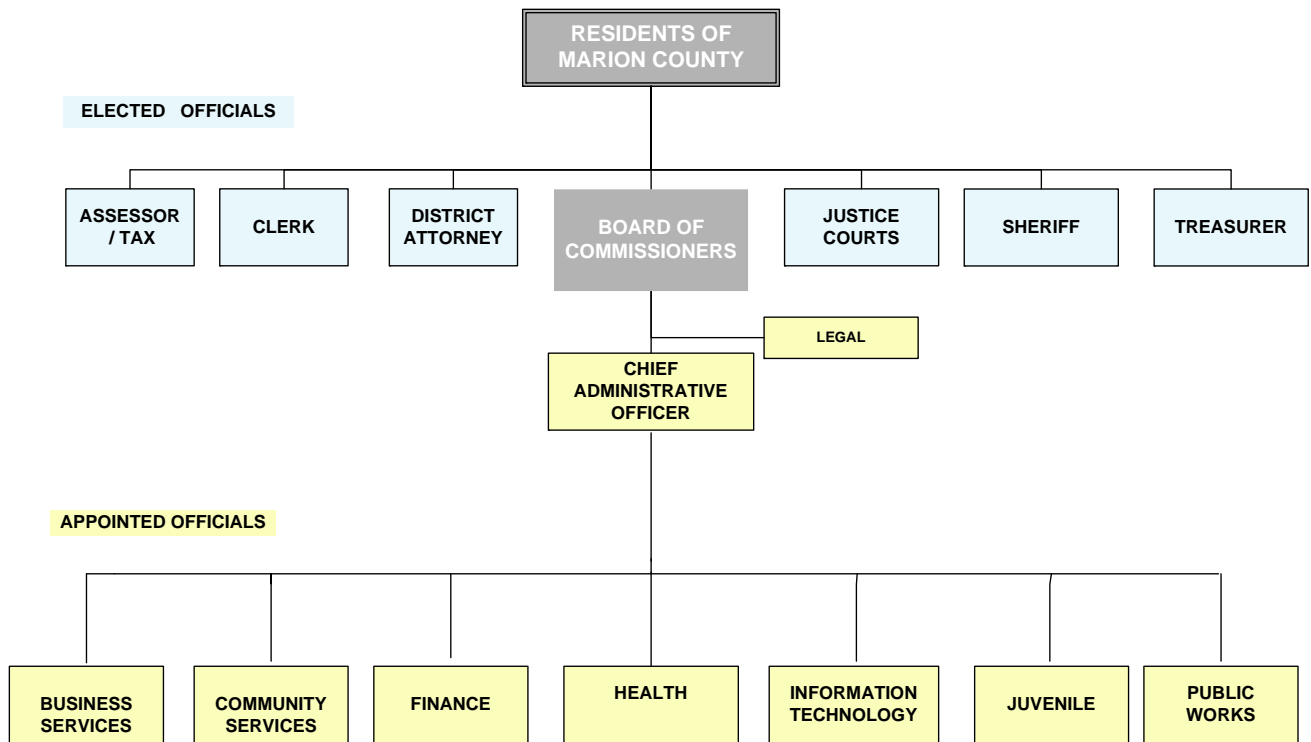 RESIDENTS OF
MARION COUNTY
ELECTED OFFICIALS
ASSESSOR
/ TAX
CLERK
DISTRICT
ATTORNEY
BOARD OF
COMMISSIONERS
JUSTICE
COURTS
SHERIFF
TREASURER
LEGAL
CHIEF
ADMINISTRATIVE
OFFICER
APPOINTED OFFICIALS
BUSINESS
SERVICES
COMMUNITY
SERVICES
FINANCE
HEALTH
INFORMATION
TECHNOLOGY
JUVENILE
PUBLIC
WORKS